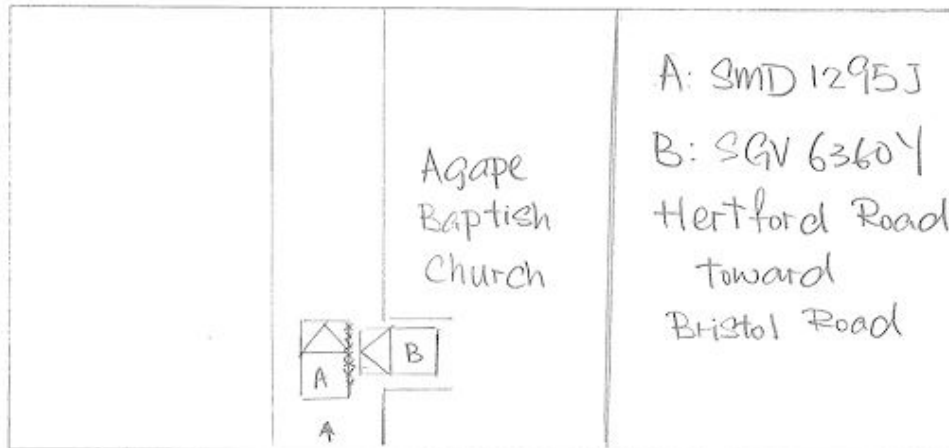 Agape
Baptish
Church
A
B
A: SMD 1295J
B: SGV 6360Y
Hertford Road
toward
Bristol Road